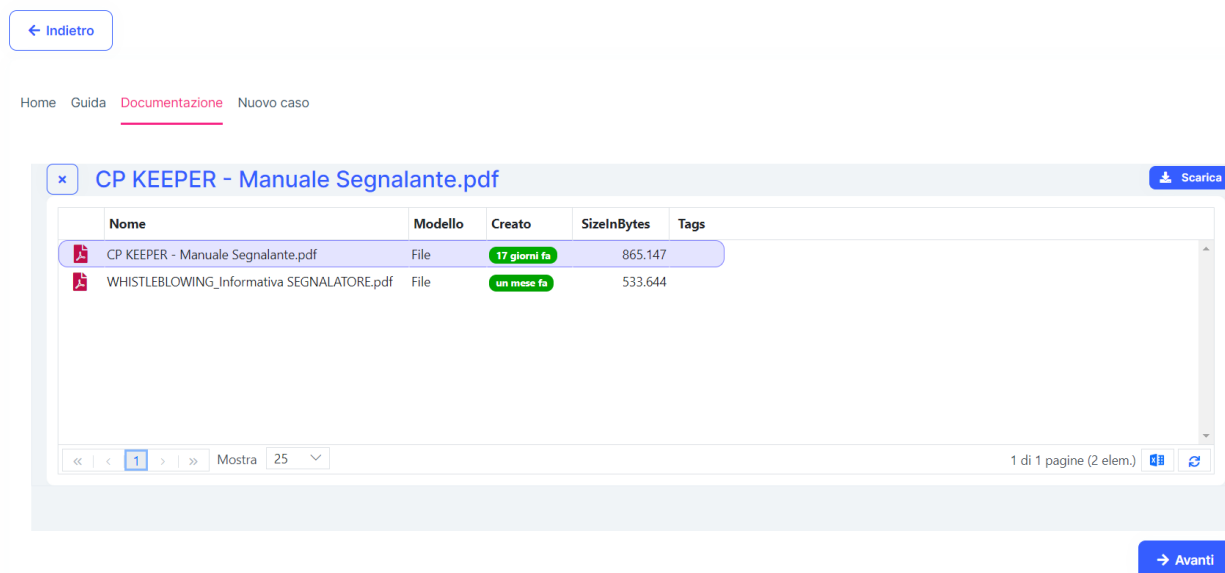 Indietro
Home Guida Documentazione Nuovo caso
× CP KEEPER - Manuale Segnalante.pdf Scarica
Nome Modello Creato SizeInBytes Tags
CP KEEPER - Manuale Segnalante.pdf File 17 giorni fa 865.147
WHISTLEBLOWING_Informativa SEGNALATORE.pdf File un mese fa 533.644
« < 1 > » Mostra 25 1 di 1 pagine (2 elem.)
Avanti